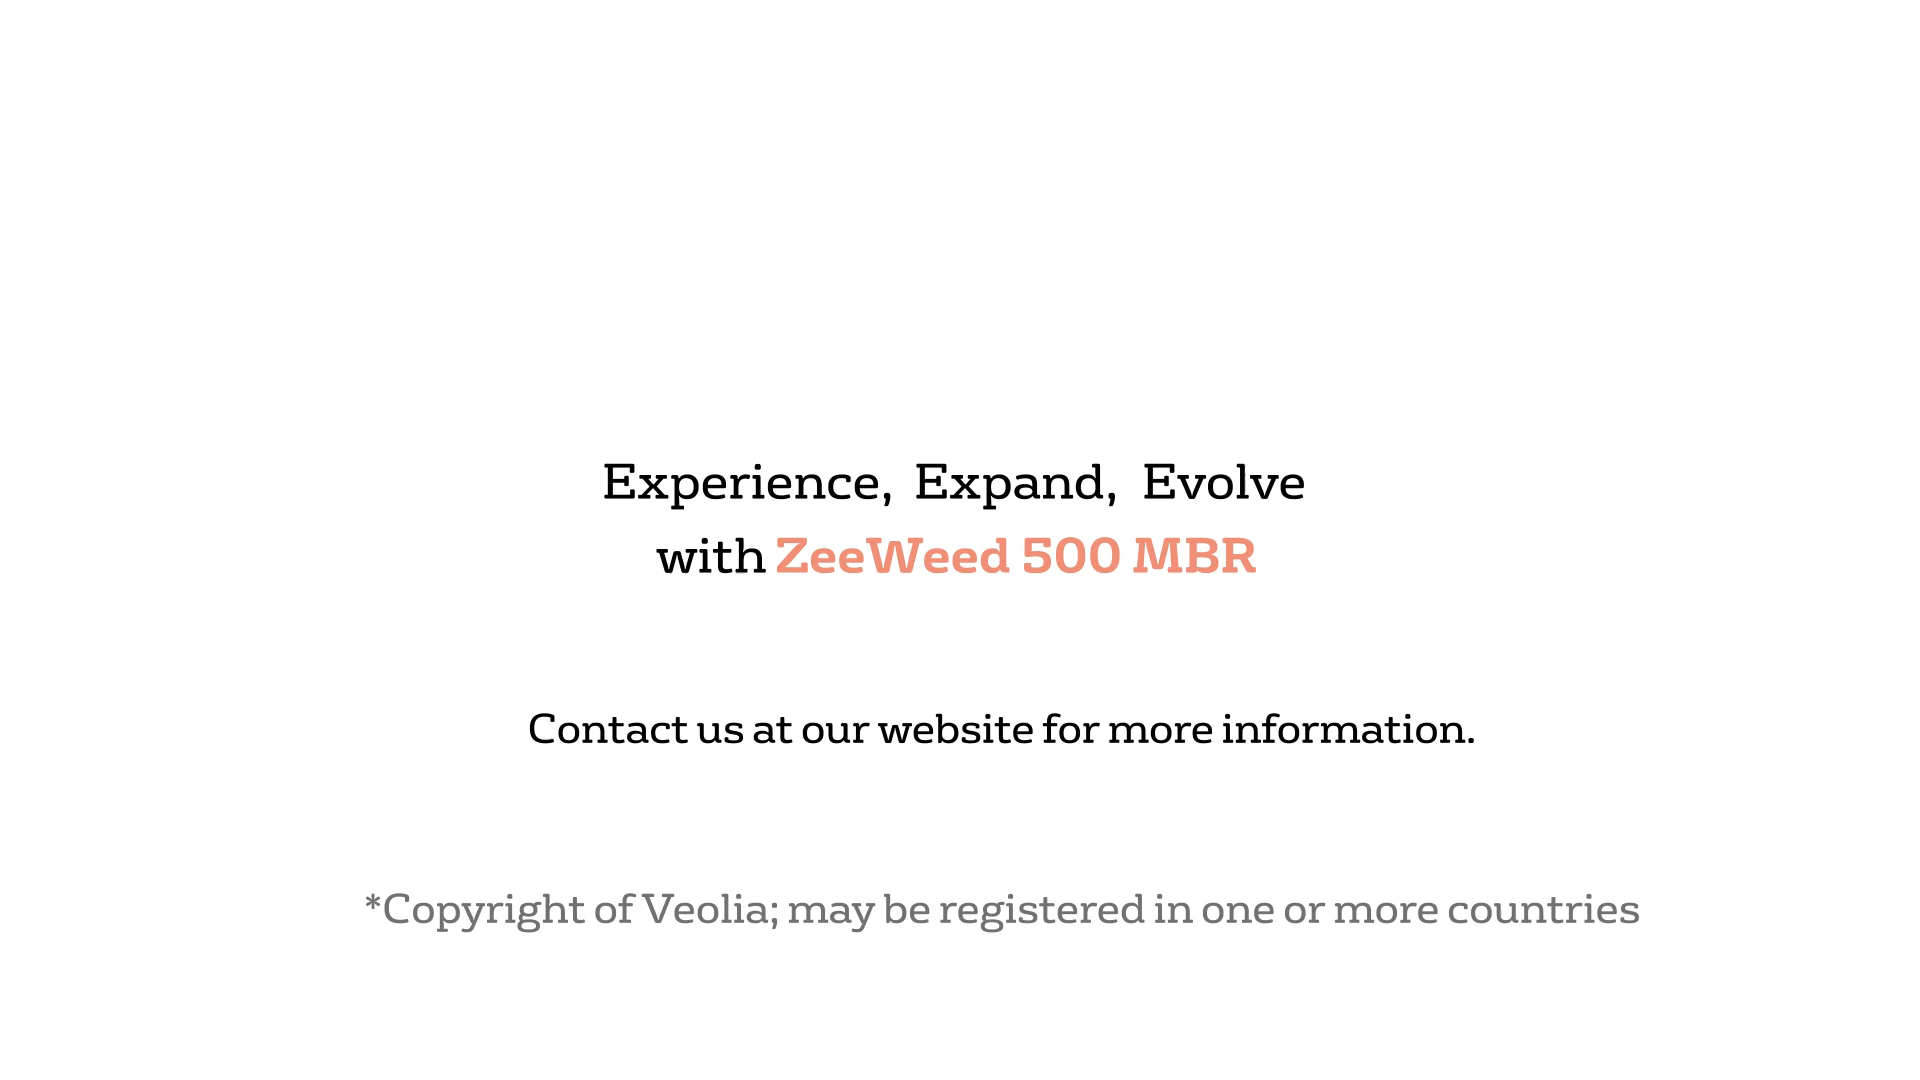 Experience, Expand, Evolve
with ZeeWeed 500 MBR
Contact us at our website for more information.
*Copyright of Veolia; may be registered in one or more countries